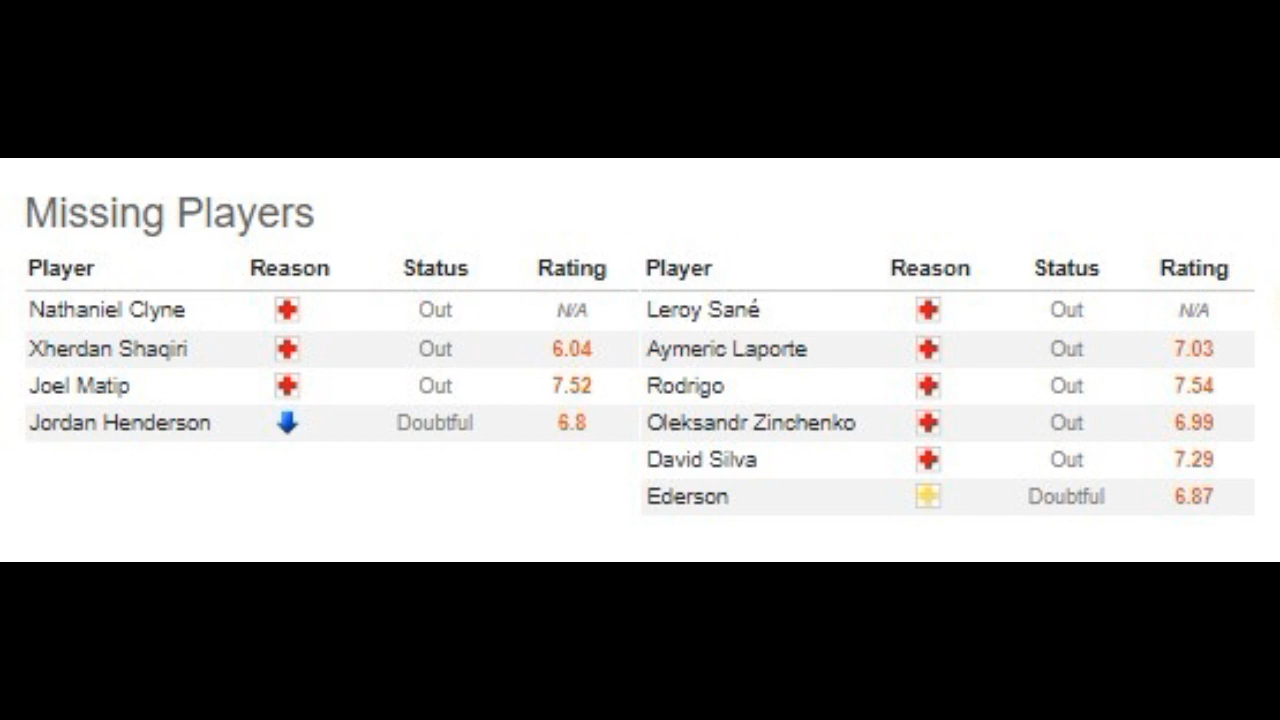 Missing Players
Player Reason Status Rating Player Reason Status Rating
Nathaniel Clyne Out N/A Leroy Sané Out N/A
Xherdan Shaqiri Out 6.04 Aymeric Laporte Out 7.03
Joel Matip Out 7.52 Rodrigo Out 7.54
Jordan Henderson Doubtful 6.8 Oleksandr Zinchenko Out 6.99
David Silva Out 7.29
Ederson Doubtful 6.87